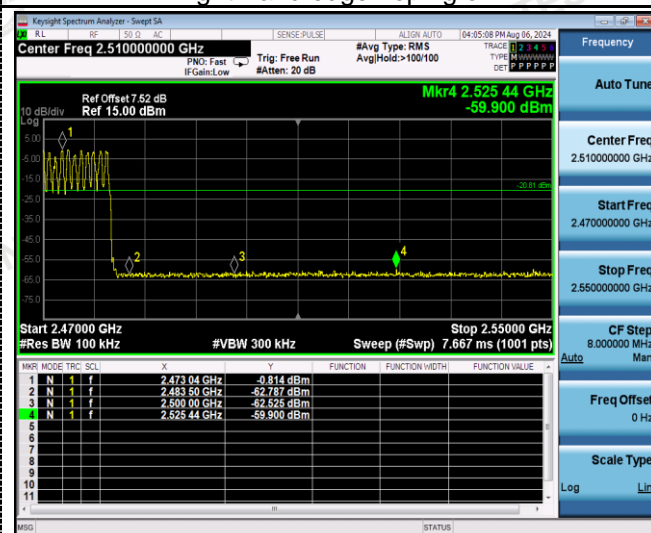 Keysight Spectrum Analyzer - Swept SA
RL RF 50 Ω AC SENSE:PULSE ALIGN AUTO 04:05:08 PM Aug 06, 2024
Center Freq 2.510000000 GHz
PNO: Fast Trig: Free Run
IFGain:Low #Atten: 20 dB
#Avg Type: RMS
Avg|Hold:>100/100
TRACE 1 2 3 4 5 6
TYPE M W W W W W
DET P P P P P P
Frequency
Auto Tune
Center Freq
2.510000000 GHz
Start Freq
2.470000000 GHz
Stop Freq
2.550000000 GHz
CF Step
8.000000 MHz
Auto Man
Freq Offset
0 Hz
Scale Type
Log Lin
Mkr4 2.525 44 GHz
-59.900 dBm
Ref Offset 7.52 dB
10 dB/div Ref 15.00 dBm
Log
5.00
-5.00
-15.0
-25.0
-35.0
-45.0
-55.0
-65.0
-75.0
1
2
3
4
-20.81 dBm
Start 2.47000 GHz Stop 2.55000 GHz
#Res BW 100 kHz #VBW 300 kHz Sweep (#Swp) 7.667 ms (1001 pts)
MKR MODE TRC SCL X Y FUNCTION FUNCTION WIDTH FUNCTION VALUE
1 N 1 f 2.473 04 GHz -0.814 dBm
2 N 1 f 2.483 50 GHz -62.787 dBm
3 N 1 f 2.500 00 GHz -62.525 dBm
4 N 1 f 2.525 44 GHz -59.900 dBm
5
6
7
8
9
10
11
MSG STATUS